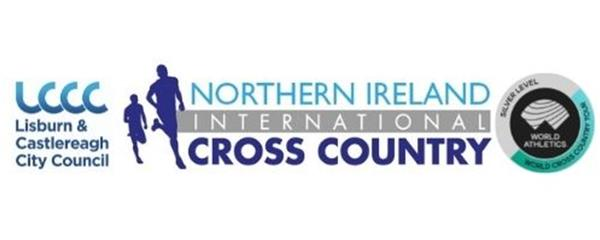 LCCC
Lisburn &
Castlereagh
City Council
NORTHERN IRELAND
INTERNATIONAL
CROSS COUNTRY
SILVER LEVEL
WORLD
ATHLETICS.
WORLD CROSS COUNTRY TOUR